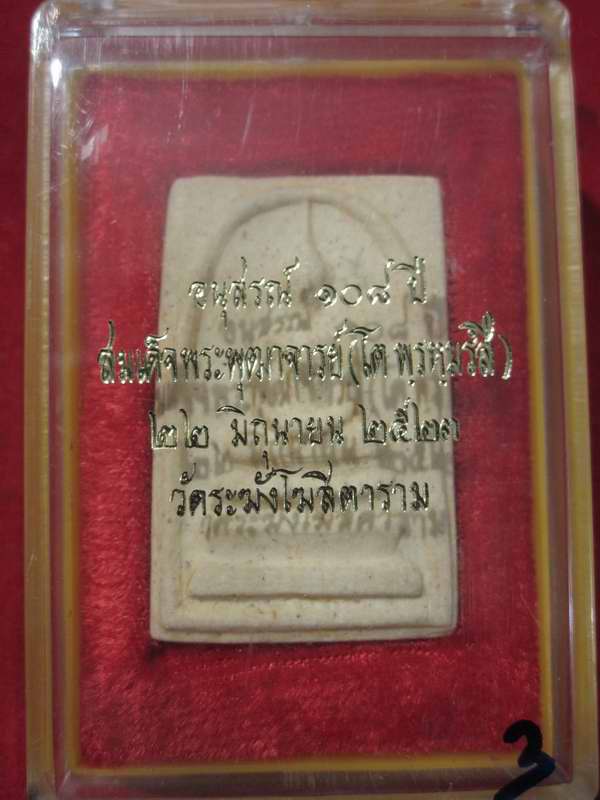 อนุสรณ์ ๑๐๘ ปี
สมเด็จพระพุฒาจารย์(โต พฺรหฺมรํสี)
๒๒ มิถุนายน ๒๕๒๓
วัดระฆังโฆสิตาราม
3